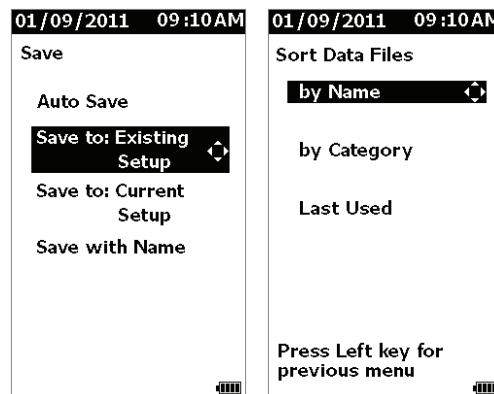 01/09/2011 09:10AM
Save
Auto Save
Save to: Existing
Setup
Save to: Current
Setup
Save with Name
01/09/2011 09:10AM
Sort Data Files
by Name
by Category
Last Used
Press Left key for
previous menu